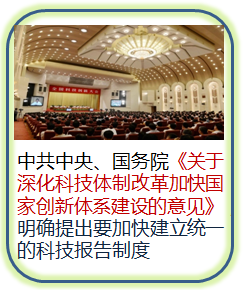 中共中央、国务院《关于
深化科技体制改革加快国
家创新体系建设的意见》
明确提出要加快建立统一
的科技报告制度